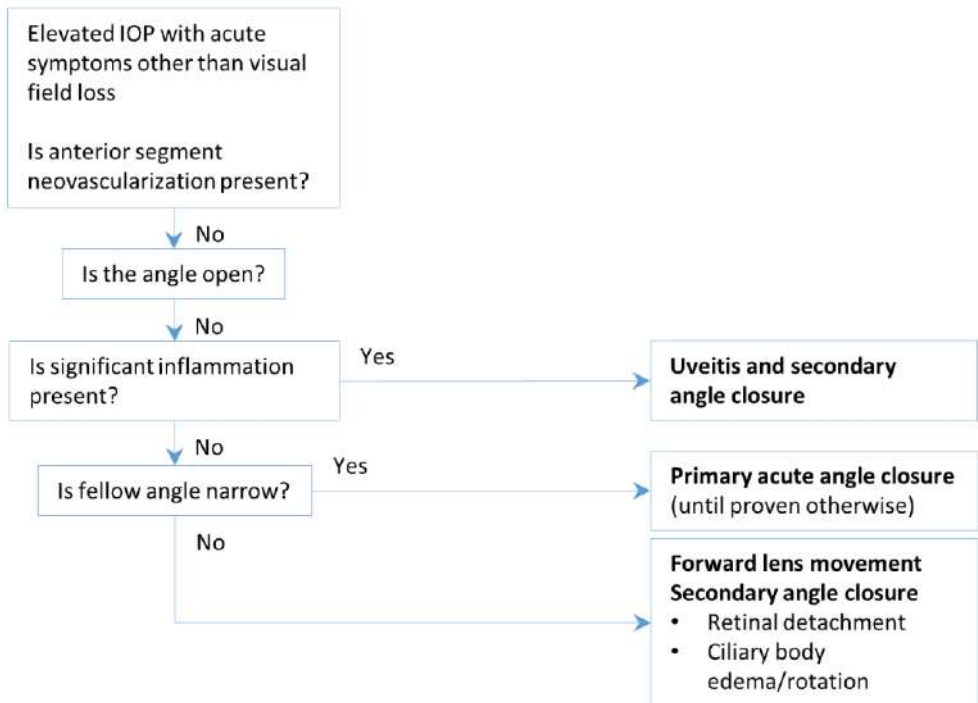 Elevated IOP with acute
symptoms other than visual
field loss
Is anterior segment
neovascularization present?
No
Is the angle open?
No
Is significant inflammation
present?
Yes
Uveitis and secondary
angle closure
No
Is fellow angle narrow?
Yes
Primary acute angle closure
(until proven otherwise)
No
Forward lens movement
Secondary angle closure
• Retinal detachment
• Ciliary body
edema/rotation